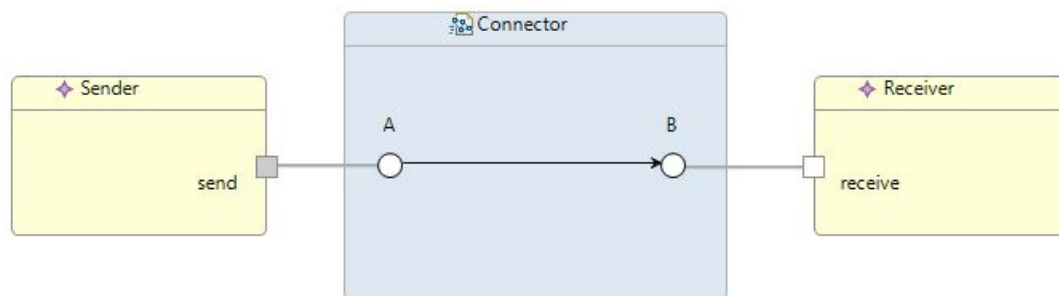 Connector
Sender
Receiver
A
B
send
receive